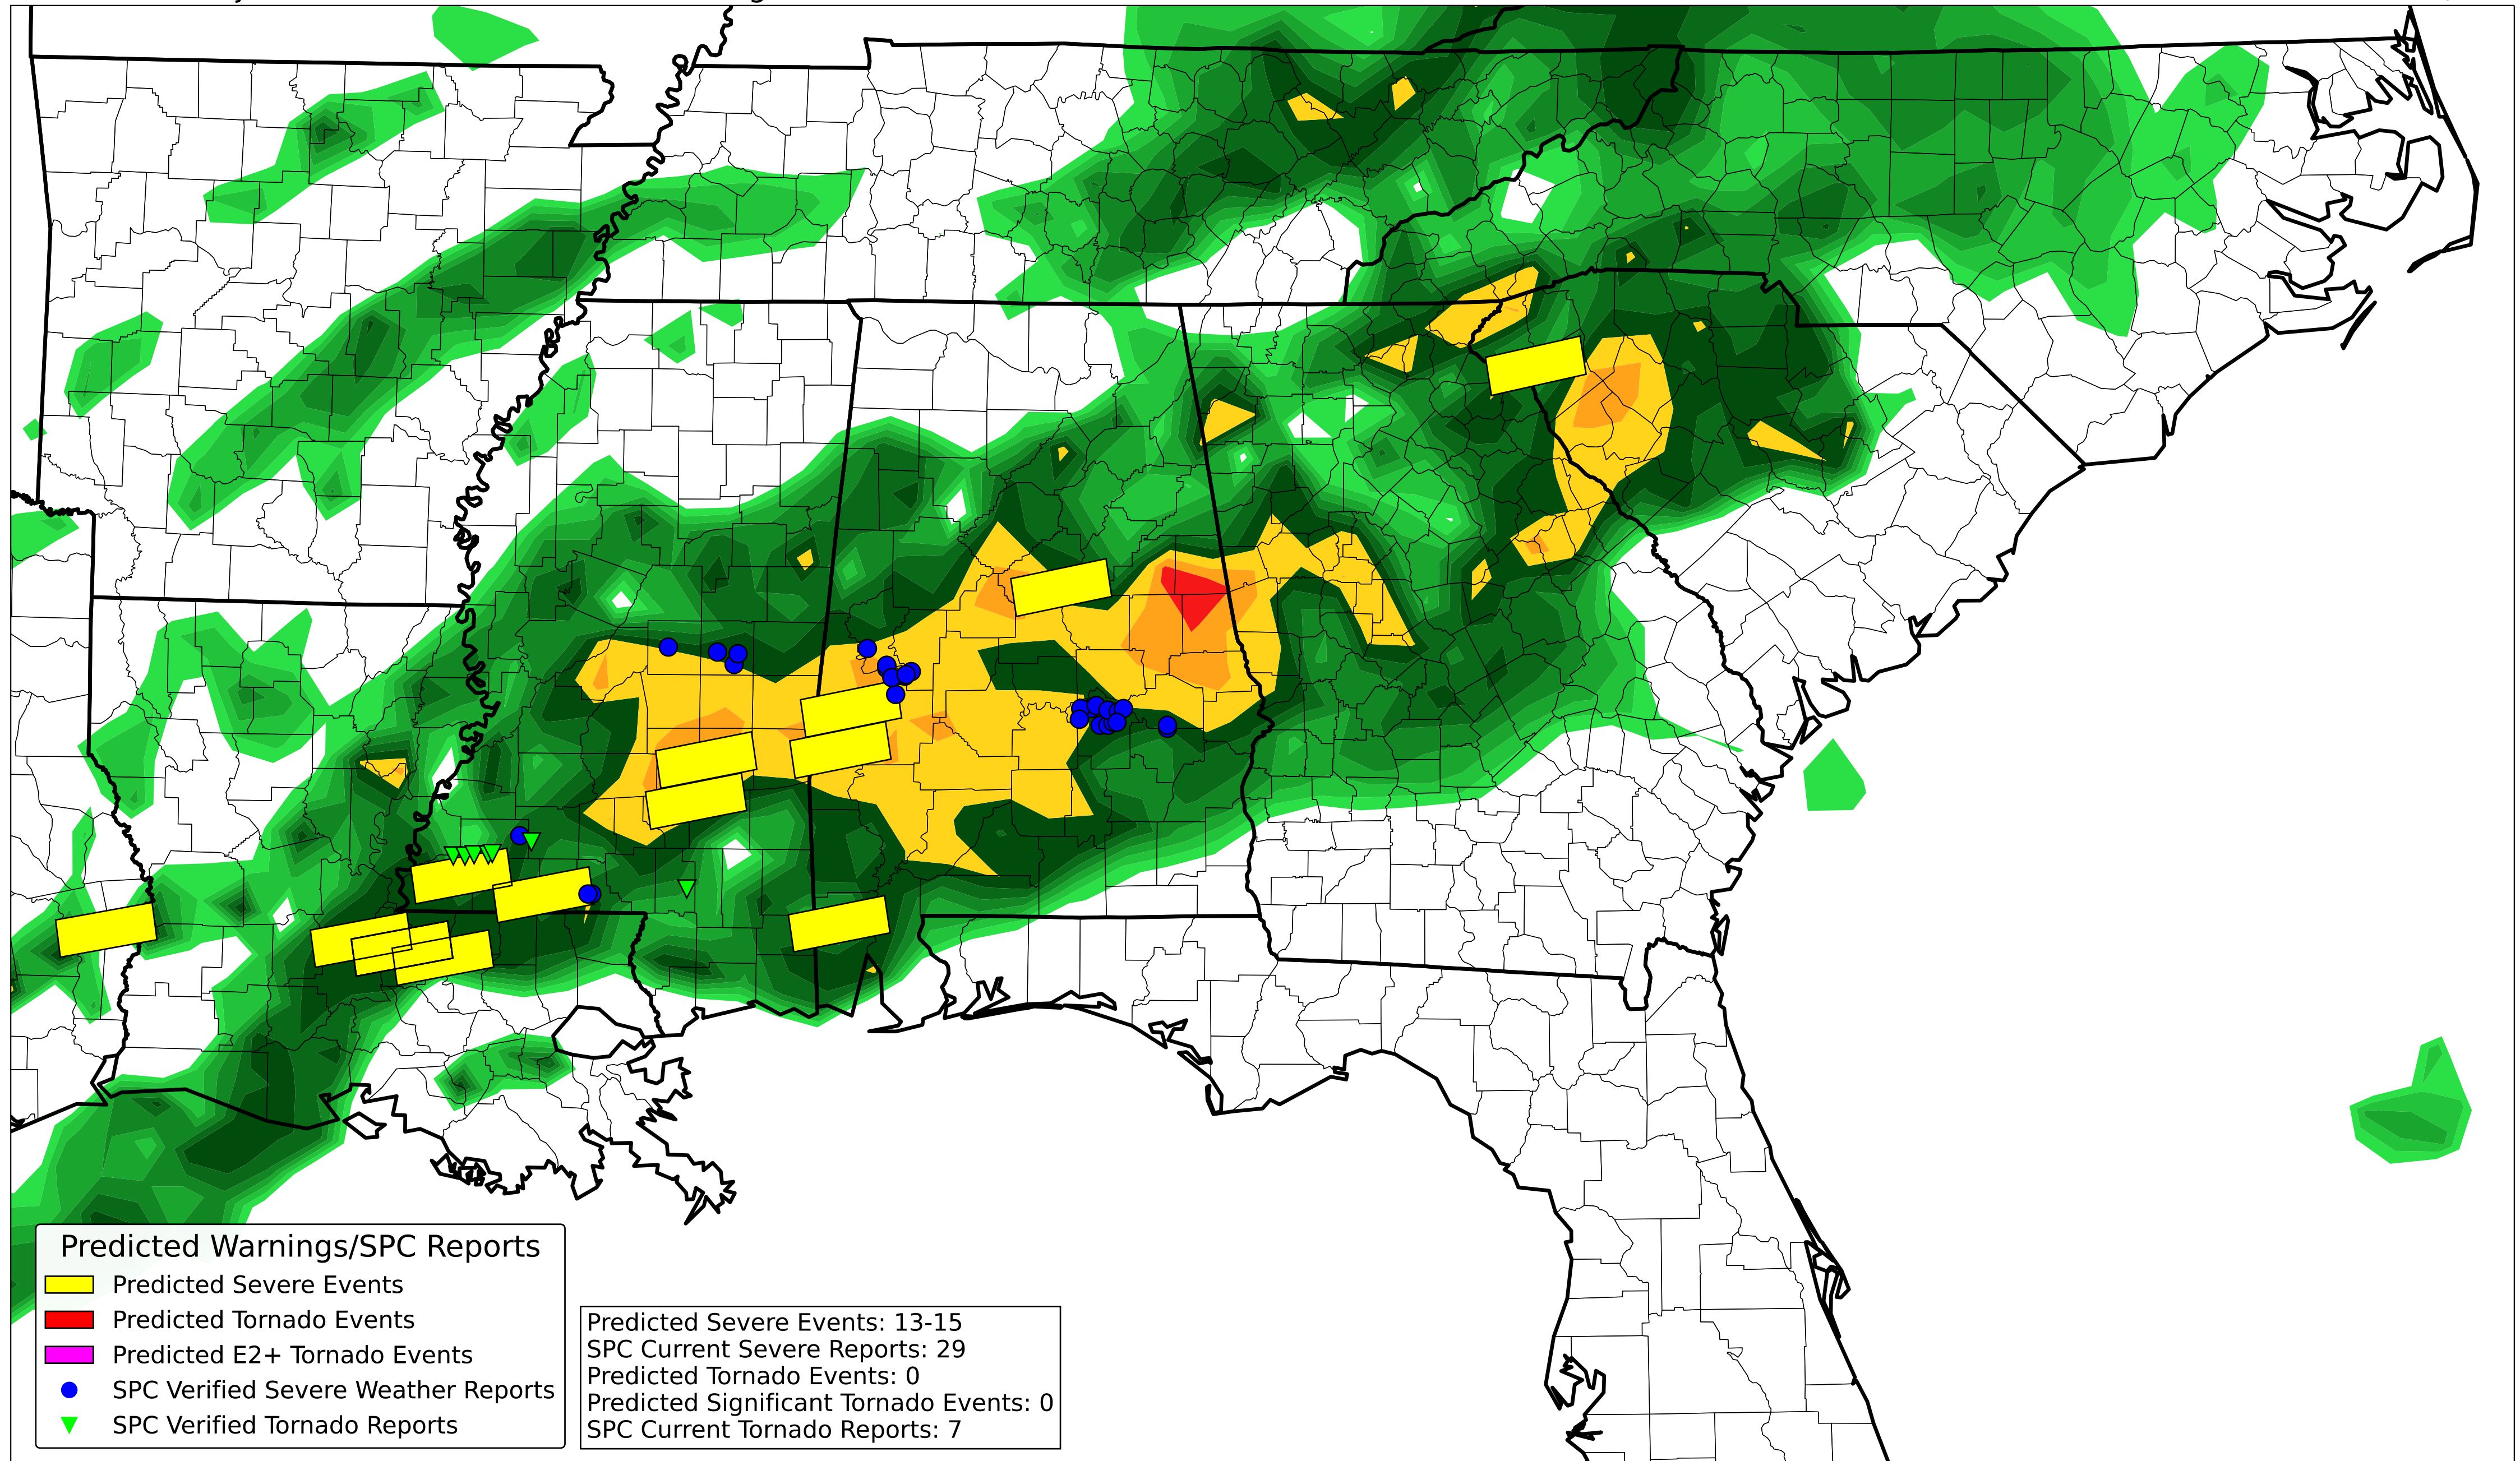 Predicted Warnings/SPC Reports
Predicted Severe Events
Predicted Tornado Events
Predicted E2+ Tornado Events
SPC Verified Severe Weather Reports
SPC Verified Tornado Reports
Predicted Severe Events: 13-15
SPC Current Severe Reports: 29
Predicted Tornado Events: 0
Predicted Significant Tornado Events: 0
SPC Current Tornado Reports: 7